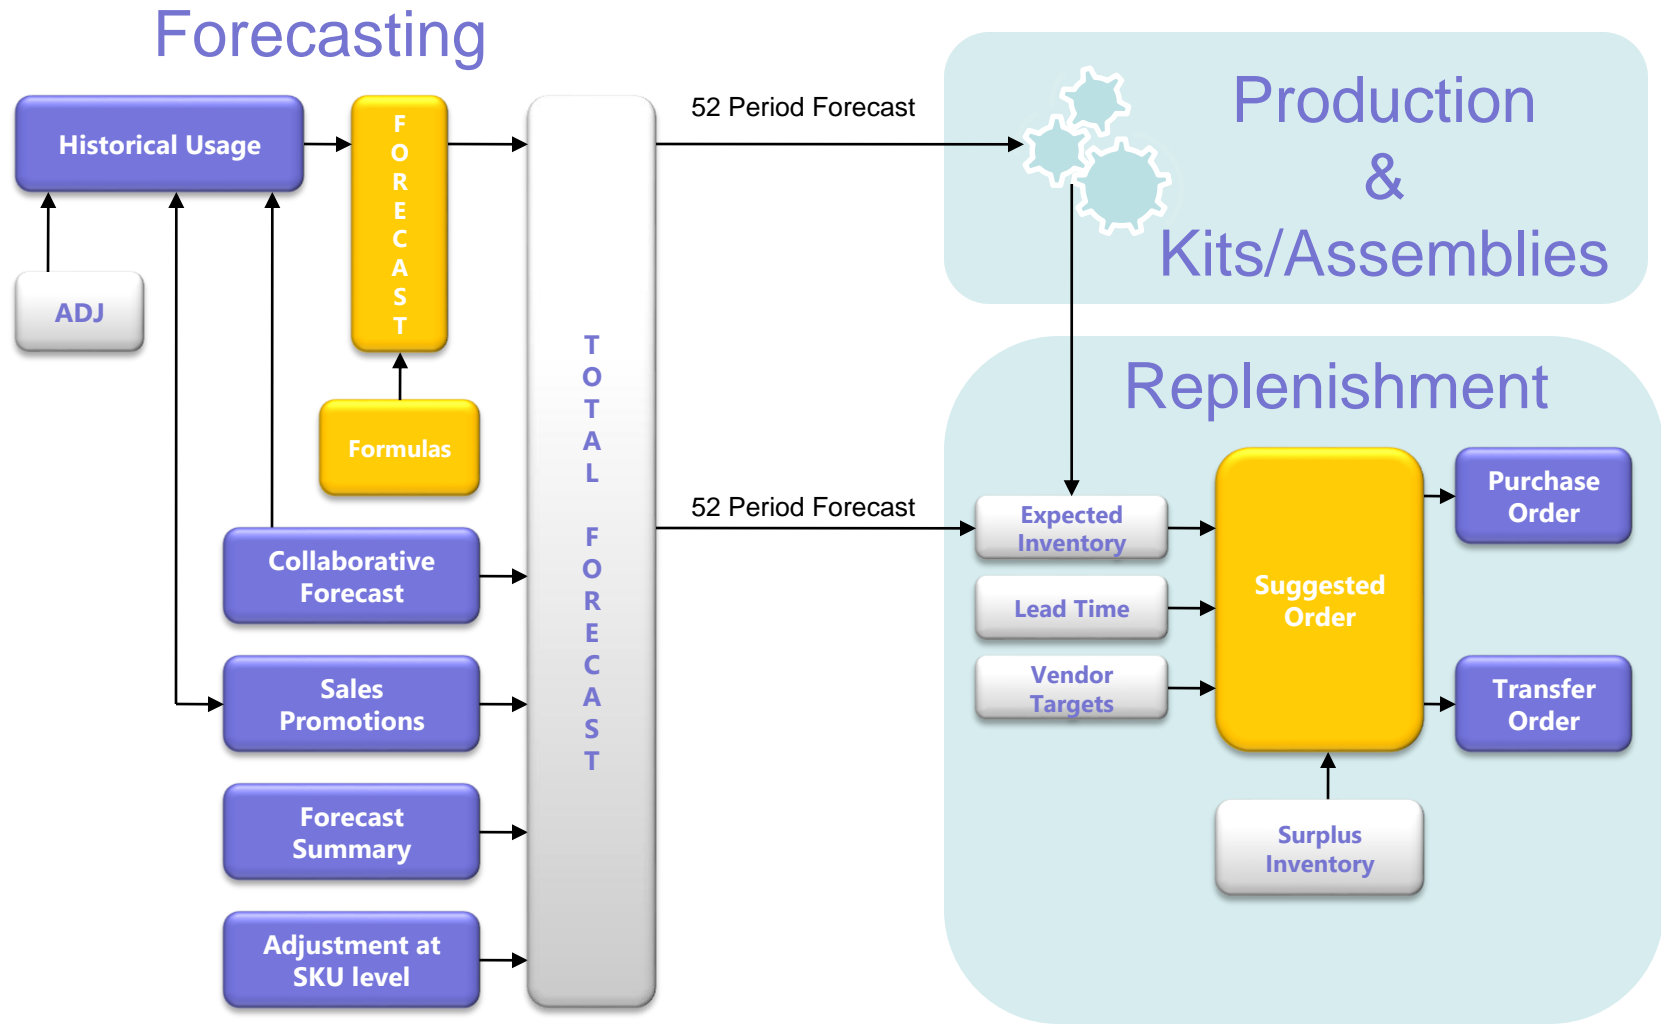 Forecasting
Historical Usage
ADJ
F
O
R
E
C
A
S
T
Formulas
Collaborative
Forecast
Sales
Promotions
Forecast
Summary
Adjustment at
SKU level
T
O
T
A
L
F
O
R
E
C
A
S
T
52 Period Forecast
52 Period Forecast
Production
&
Kits/Assemblies
Replenishment
Expected
Inventory
Lead Time
Vendor
Targets
Suggested
Order
Surplus
Inventory
Purchase
Order
Transfer
Order